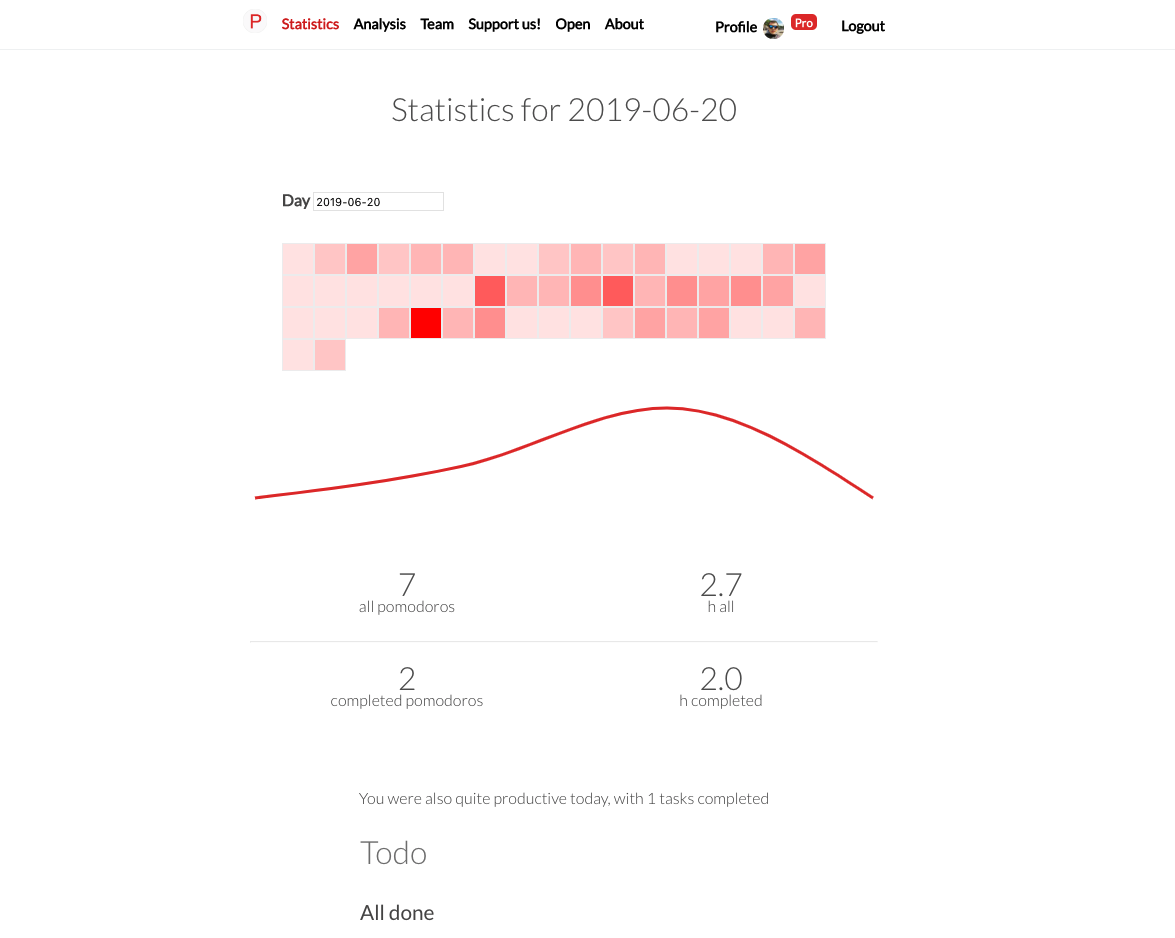 P Statistics Analysis Team Support us! Open About Profile Pro Logout
Statistics for 2019-06-20
Day 2019-06-20
7 2.7
all pomodoros h all
2 2.0
completed pomodoros h completed
You were also quite productive today, with 1 tasks completed
Todo
All done